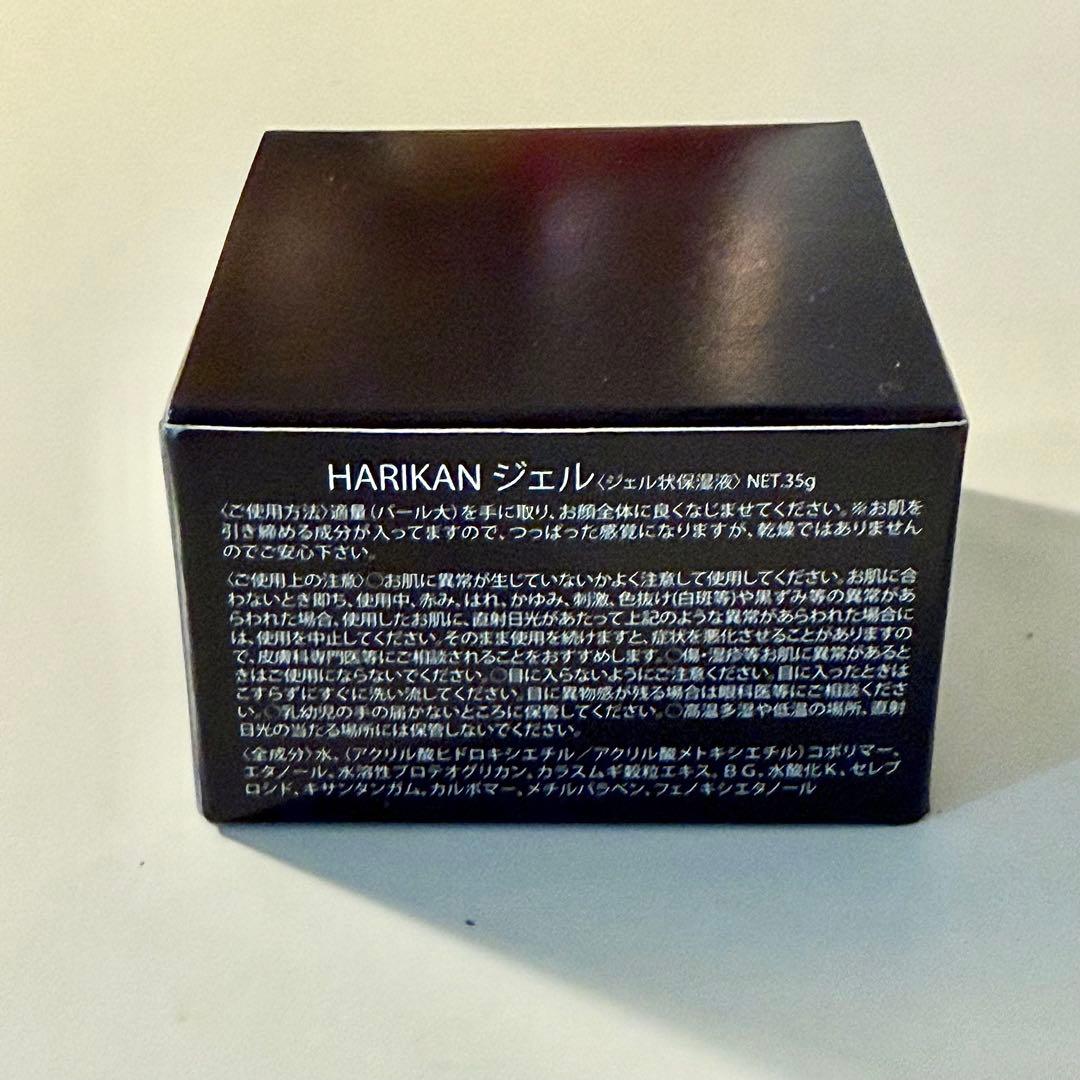 HARIKAN ジェル〈ジェル状保湿液〉NET.35g
〈ご使用方法〉適量(パール大)を手に取り、お顔全体に良くなじませてください。※お肌を
引き締める成分が入ってますので、つっぱった感覚になりますが、乾燥ではありません
のでご安心下さい。
〈ご使用上の注意〉○お肌に異常が生じていないかよく注意して使用してください。お肌に合
わないとき即ち、使用中、赤み、はれ、かゆみ、刺激、色抜け(白斑等)や黒ずみ等の異常があ
らわれた場合、使用したお肌に、直射日光があたって上記のような異常があらわれた場合に
は、使用を中止してください。そのまま使用を続けますと、症状を悪化させることがありますの
で、皮膚科専門医等にご相談されることをおすすめします。○傷・湿疹等お肌に異常があると
きはご使用にならないでください。○目に入らないようにご注意ください。目に入ったときは
こすらずにすぐに洗い流してください。目に異物感が残る場合は眼科医等にご相談くださ
い。○乳幼児の手の届かないところに保管してください。○高温多湿や低温の場所、直射
日光の当たる場所には保管しないでください。
〈全成分〉水、(アクリル酸ヒドロキシエチル/アクリル酸メトキシエチル)コポリマー、
エタノール、水溶性プロテオグリカン、カラスムギ穀粒エキス、BG、水酸化K、セレブ
ロシド、キサンタンガム、カルボマー、メチルパラベン、フェノキシエタノール